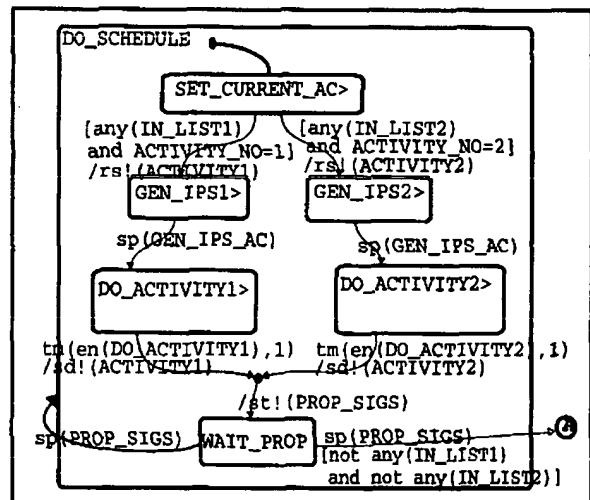 DO_SCHEDULE
SET_CURRENT_AC>
[any(IN_LIST1)
and ACTIVITY_NO=1]
/rs!(ACTIVITY1)
[any(IN_LIST2)
and ACTIVITY_NO=2]
/rs!(ACTIVITY2)
GEN_IPS1>
GEN_IPS2>
sp(GEN_IPS_AC)
sp(GEN_IPS_AC)
DO_ACTIVITY1>
DO_ACTIVITY2>
tm(en(DO_ACTIVITY1),1)
/sd!(ACTIVITY1)
tm(en(DO_ACTIVITY2),1)
/sd!(ACTIVITY2)
/st!(PROP_SIGS)
sp(PROP_SIGS)
WAIT_PROP
sp(PROP_SIGS)
[not any(IN_LIST1)
and not any(IN_LIST2)]
A